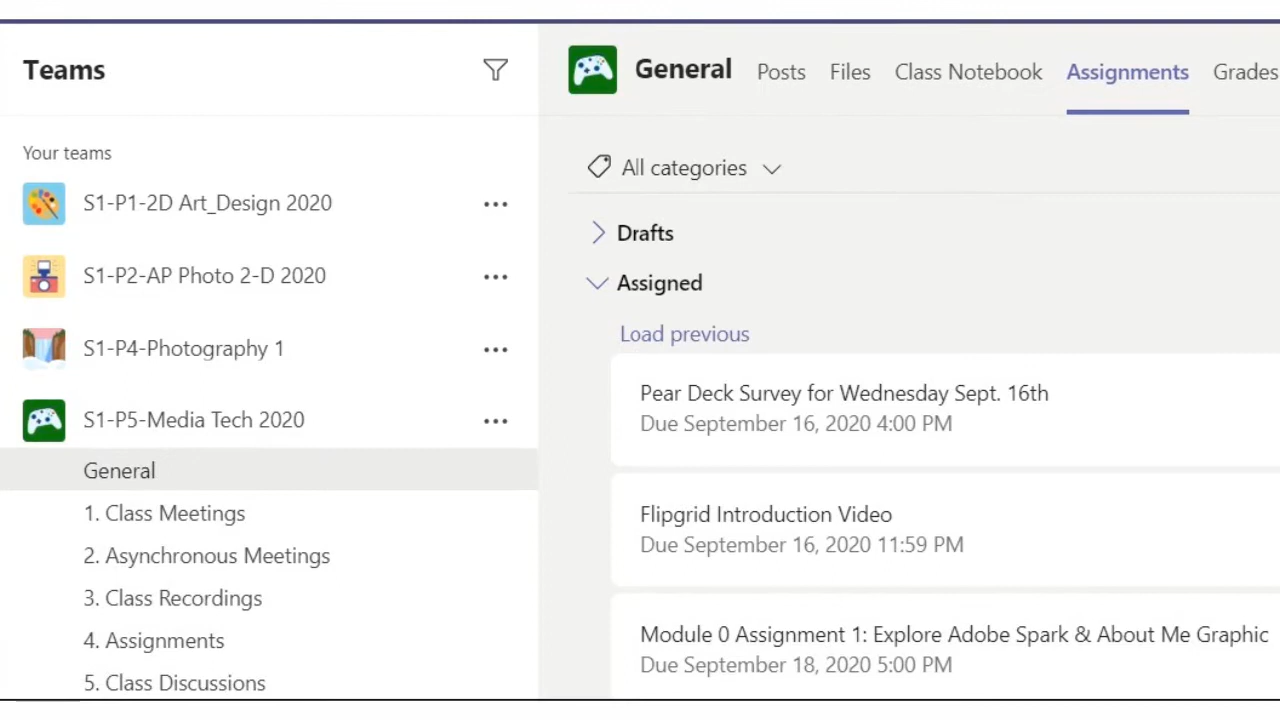 Teams
Your teams
S1-P1-2D Art_Design 2020
S1-P2-AP Photo 2-D 2020
S1-P4-Photography 1
S1-P5-Media Tech 2020
General
1. Class Meetings
2. Asynchronous Meetings
3. Class Recordings
4. Assignments
5. Class Discussions
General Posts Files Class Notebook Assignments Grades
All categories
Drafts
Assigned
Load previous
Pear Deck Survey for Wednesday Sept. 16th
Due September 16, 2020 4:00 PM
Flipgrid Introduction Video
Due September 16, 2020 11:59 PM
Module 0 Assignment 1: Explore Adobe Spark & About Me Graphic
Due September 18, 2020 5:00 PM